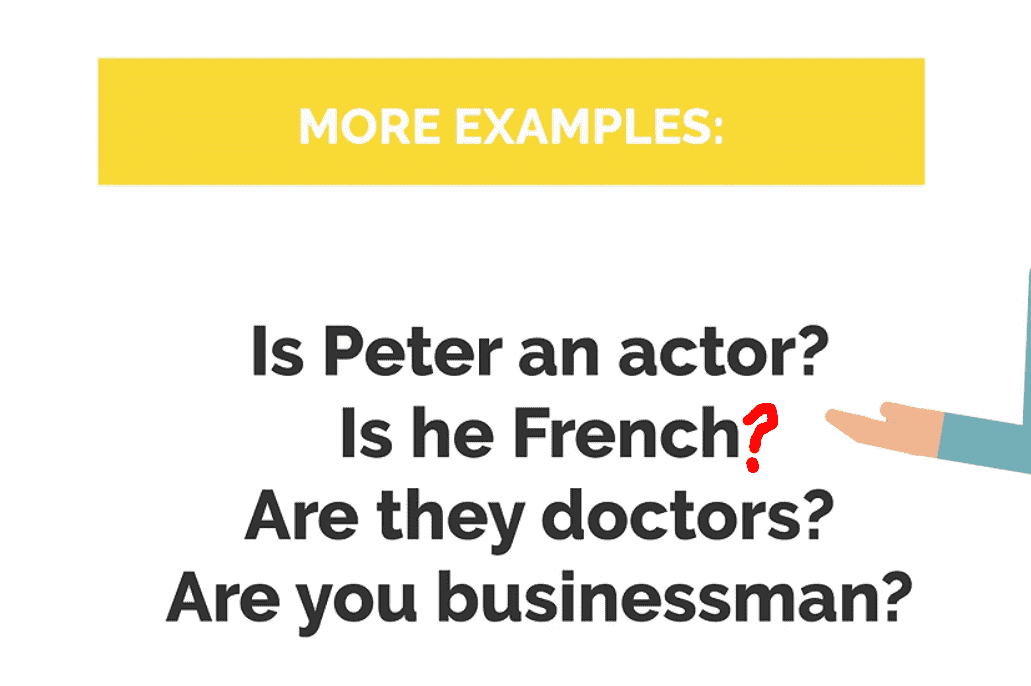 MORE EXAMPLES:
Is Peter an actor?
Is he French?
Are they doctors?
Are you businessman?